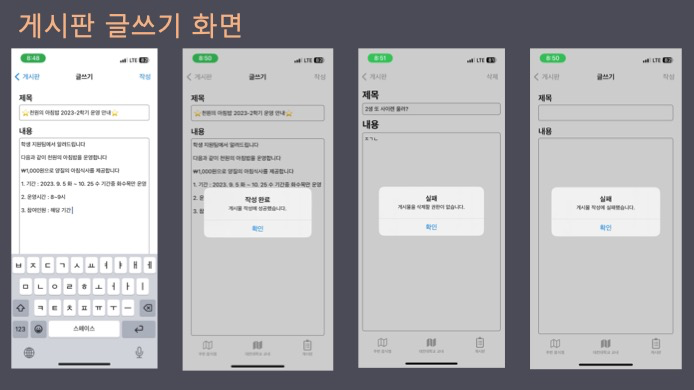 게시판 글쓰기 화면
8:48
LTE
게시판
글쓰기
작성
제목
⭐천원의 아침밥 2023-2학기 운영 안내⭐
내용
학생 지원팀에서 알려드립니다
다음과 같이 천원의 아침밥을 운영합니다
₩1,000원으로 양질의 아침식사를 제공합니다
1. 기간 : 2023. 9. 5 화 ~ 10. 25 수 기간중 화수목만 운영
2. 운영시간 : 8~9시
3. 참여인원 : 해당 기간
ㅂ ㅈ ㄷ ㄱ ㅅ ㅛ ㅕ ㅑ ㅐ ㅔ
ㅁ ㄴ ㅇ ㄹ ㅎ ㅗ ㅓ ㅏ ㅣ
ㅋ ㅌ ㅊ ㅍ ㅠ ㅜ ㅡ
123
스페이스
8:50
LTE
게시판
글쓰기
작성
제목
⭐천원의 아침밥 2023-2학기 운영 안내⭐
내용
학생 지원팀에서 알려드립니다
다음과 같이 천원의 아침밥을 운영합니다
₩1,000원으로 양질의 아침식사를 제공합니다
1. 기간 : 2023. 9. 5 화 ~ 10. 25 수 기간중 화수목만 운영
2. 운
3. 참
작성 완료
게시물 작성에 성공했습니다.
확인
게시판
8:51
LTE
게시판
삭제
제목
내용
실패
게시물을 삭제할 권한이 없습니다.
확인
게시판
8:50
LTE
게시판
글쓰기
작성
제목
내용
실패
게시물 작성에 실패했습니다.
확인
게시판